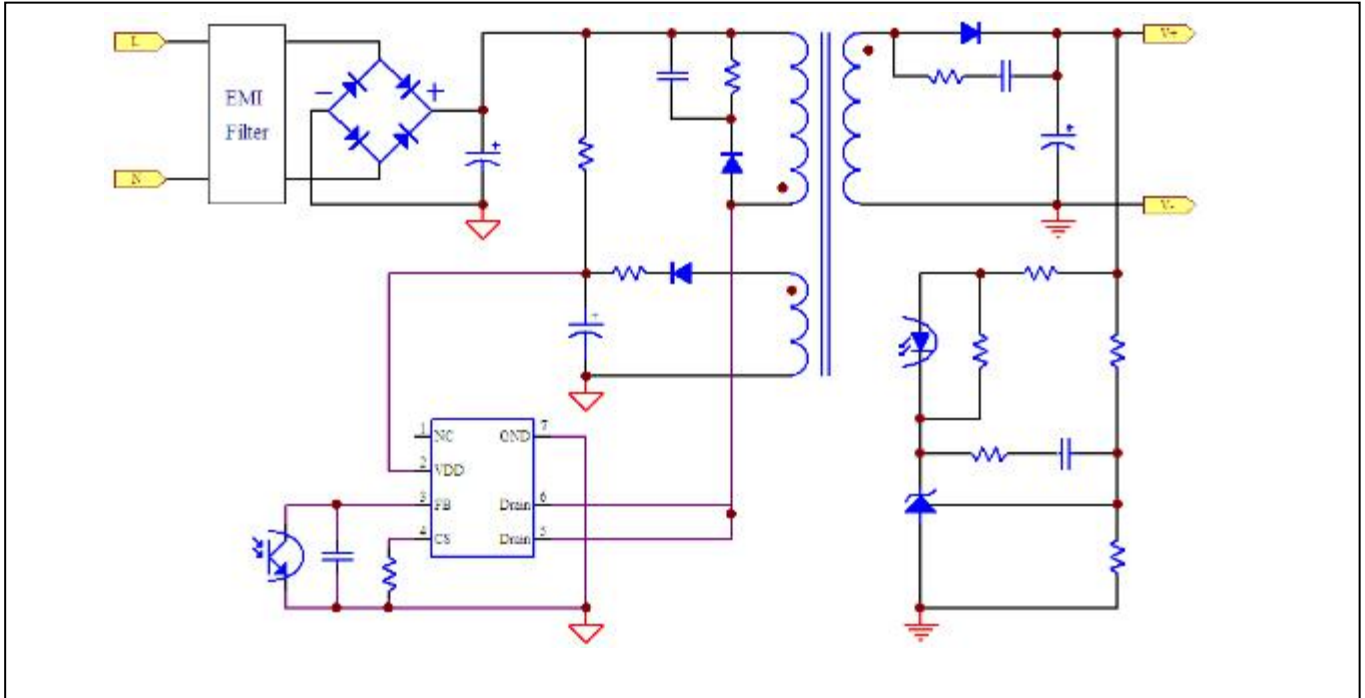 L
V+
EMI
Filter
− +
N
V-
1 NC GND 7
2 VDD
3 FB Drain 6
4 CS Drain 5